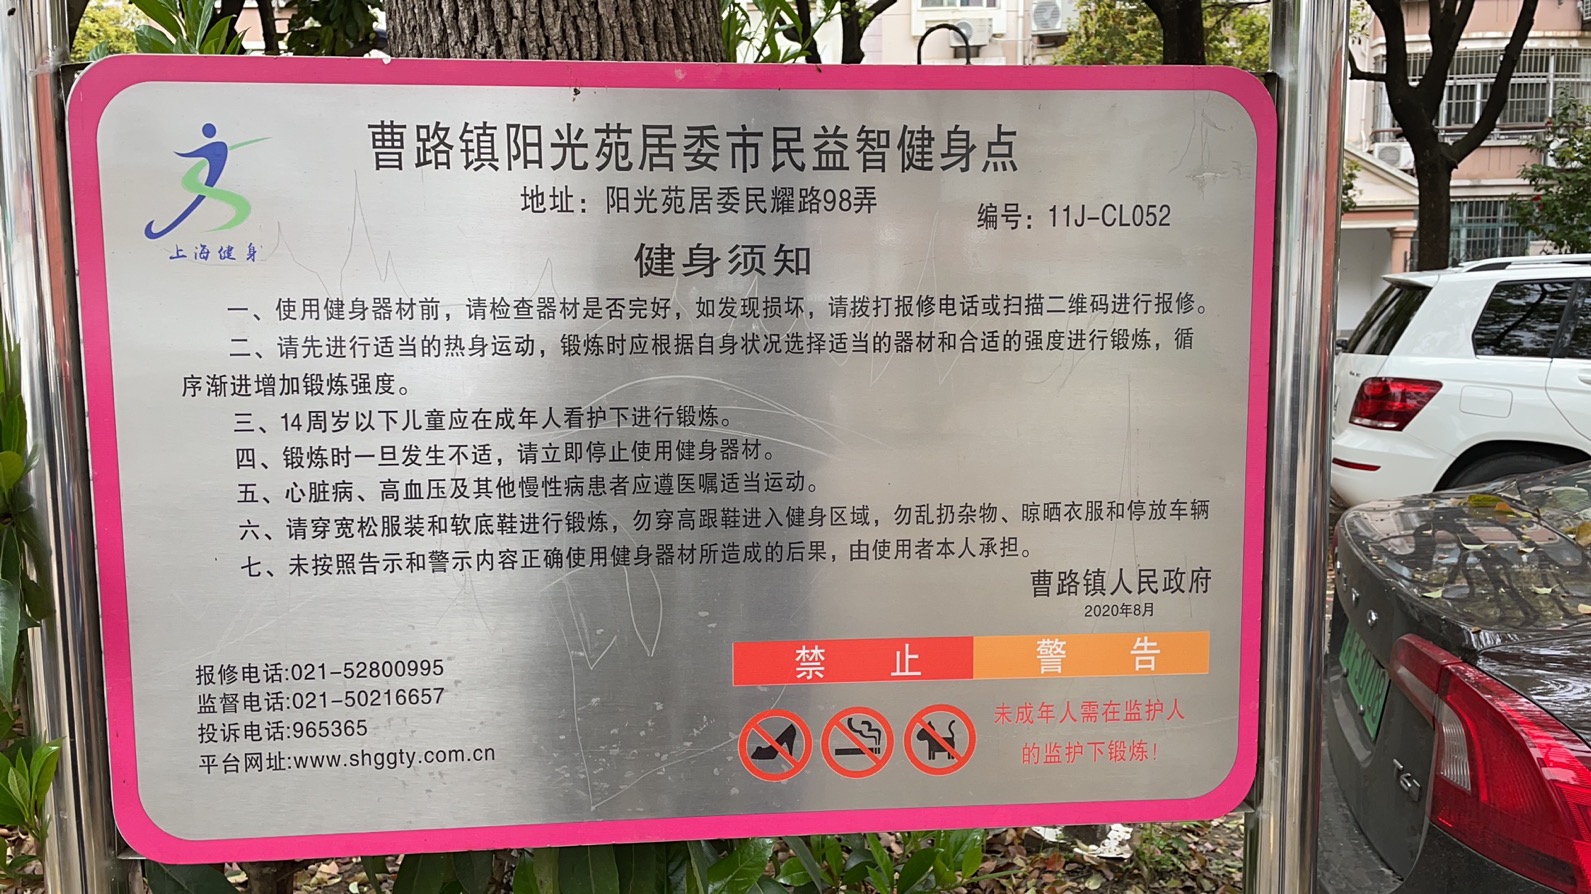 上海健身
曹路镇阳光苑居委市民益智健身点
地址：阳光苑居委民耀路98弄
编号：11J-CL052
健身须知
一、使用健身器材前，请检查器材是否完好，如发现损坏，请拨打报修电话或扫描二维码进行报修。
二、请先进行适当的热身运动，锻炼时应根据自身状况选择适当的器材和合适的强度进行锻炼，循
序渐进增加锻炼强度。
三、14周岁以下儿童应在成年人看护下进行锻炼。
四、锻炼时一旦发生不适，请立即停止使用健身器材。
五、心脏病、高血压及其他慢性病患者应遵医嘱适当运动。
六、请穿宽松服装和软底鞋进行锻炼，勿穿高跟鞋进入健身区域，勿乱扔杂物、晾晒衣服和停放车辆
七、未按照告示和警示内容正确使用健身器材所造成的后果，由使用者本人承担。
曹路镇人民政府
2020年8月
报修电话:021-52800995
监督电话:021-50216657
投诉电话:965365
平台网址:www.shggty.com.cn
禁止 警告
未成年人需在监护人
的监护下锻炼！
T5